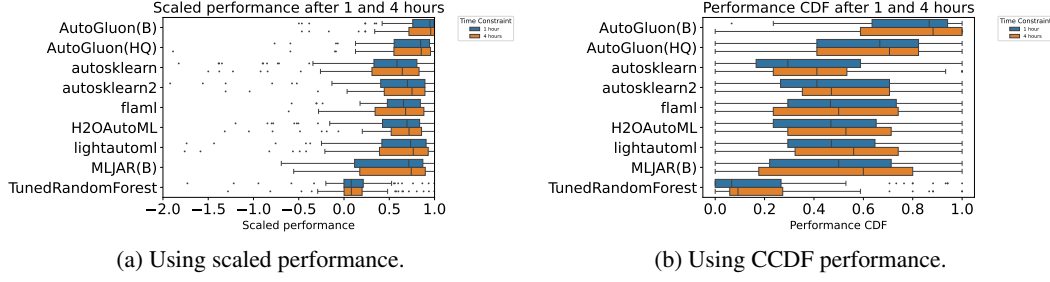 Scaled performance after 1 and 4 hours
AutoGluon(B)
AutoGluon(HQ)
autosklearn
autosklearn2
flaml
H2OAutoML
lightautoml
MLJAR(B)
TunedRandomForest
−2.0 −1.5 −1.0 −0.5 0.0 0.5 1.0
Scaled performance
Time Constraint
1 hour
4 hours
(a) Using scaled performance.
Performance CDF after 1 and 4 hours
AutoGluon(B)
AutoGluon(HQ)
autosklearn
autosklearn2
flaml
H2OAutoML
lightautoml
MLJAR(B)
TunedRandomForest
0.0 0.2 0.4 0.6 0.8 1.0
Performance CDF
Time Constraint
1 hour
4 hours
(b) Using CCDF performance.